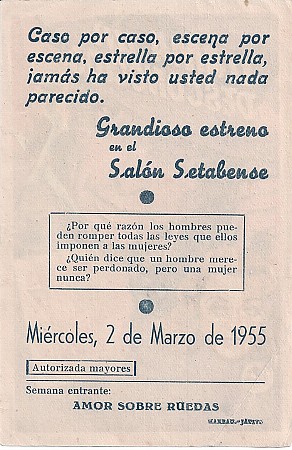 Caso por caso, escena por
escena, estrella por estrella,
jamás ha visto usted nada
parecido.
Grandioso estreno
en el
Salón Setabense
¿Por qué razón los hombres pue-
den romper todas las leyes que ellos
imponen a las mujeres?
¿Quién dice que un hombre mere-
ce ser perdonado, pero una mujer
nunca?
Miércoles, 2 de Marzo de 1955
Autorizada mayores
Semana entrante:
AMOR SOBRE RUEDAS